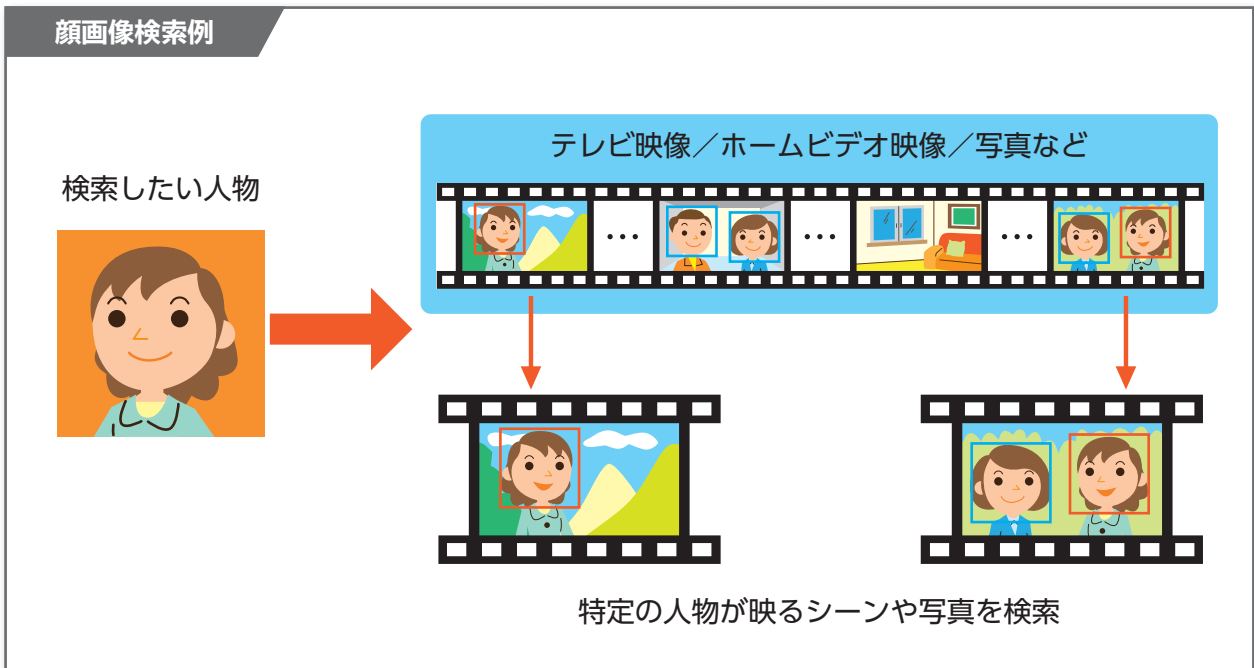 顔画像検索例
テレビ映像／ホームビデオ映像／写真など
検索したい人物
… … …
特定の人物が映るシーンや写真を検索